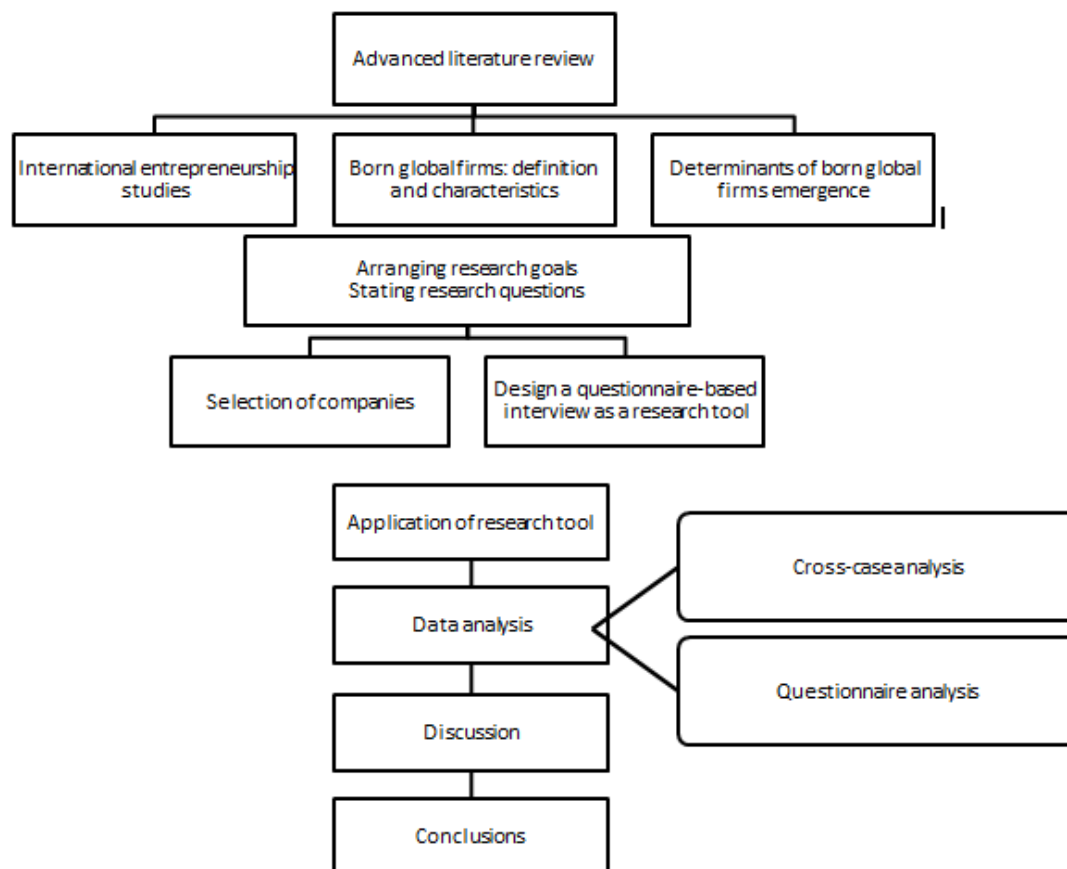 Advanced literature review
International entrepreneurship
studies
Born global firms: definition
and characteristics
Determinants of born global
firms emergence
Arranging research goals
Stating research questions
Selection of companies
Design a questionnaire-based
interview as a research tool
Application of research tool
Cross-case analysis
Data analysis
Questionnaire analysis
Discussion
Conclusions